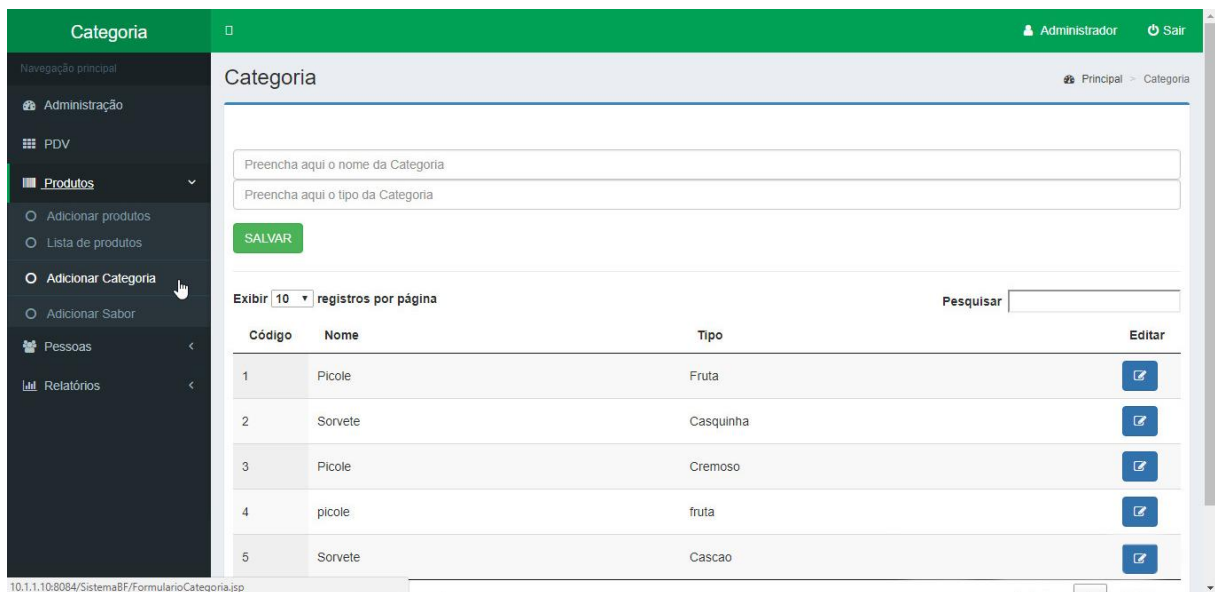 Categoria
Administrador
Sair
Navegação principal
Administração
PDV
Produtos
Adicionar produtos
Lista de produtos
Adicionar Categoria
Adicionar Sabor
Pessoas
Relatórios
Categoria
Principal > Categoria
Preencha aqui o nome da Categoria
Preencha aqui o tipo da Categoria
SALVAR
Exibir 10 registros por página
Pesquisar
Código Nome Tipo Editar
1 Picole Fruta
2 Sorvete Casquinha
3 Picole Cremoso
4 picole fruta
5 Sorvete Cascao
10.1.1.10:8084/SistemaBF/FormularioCategoria.jsp